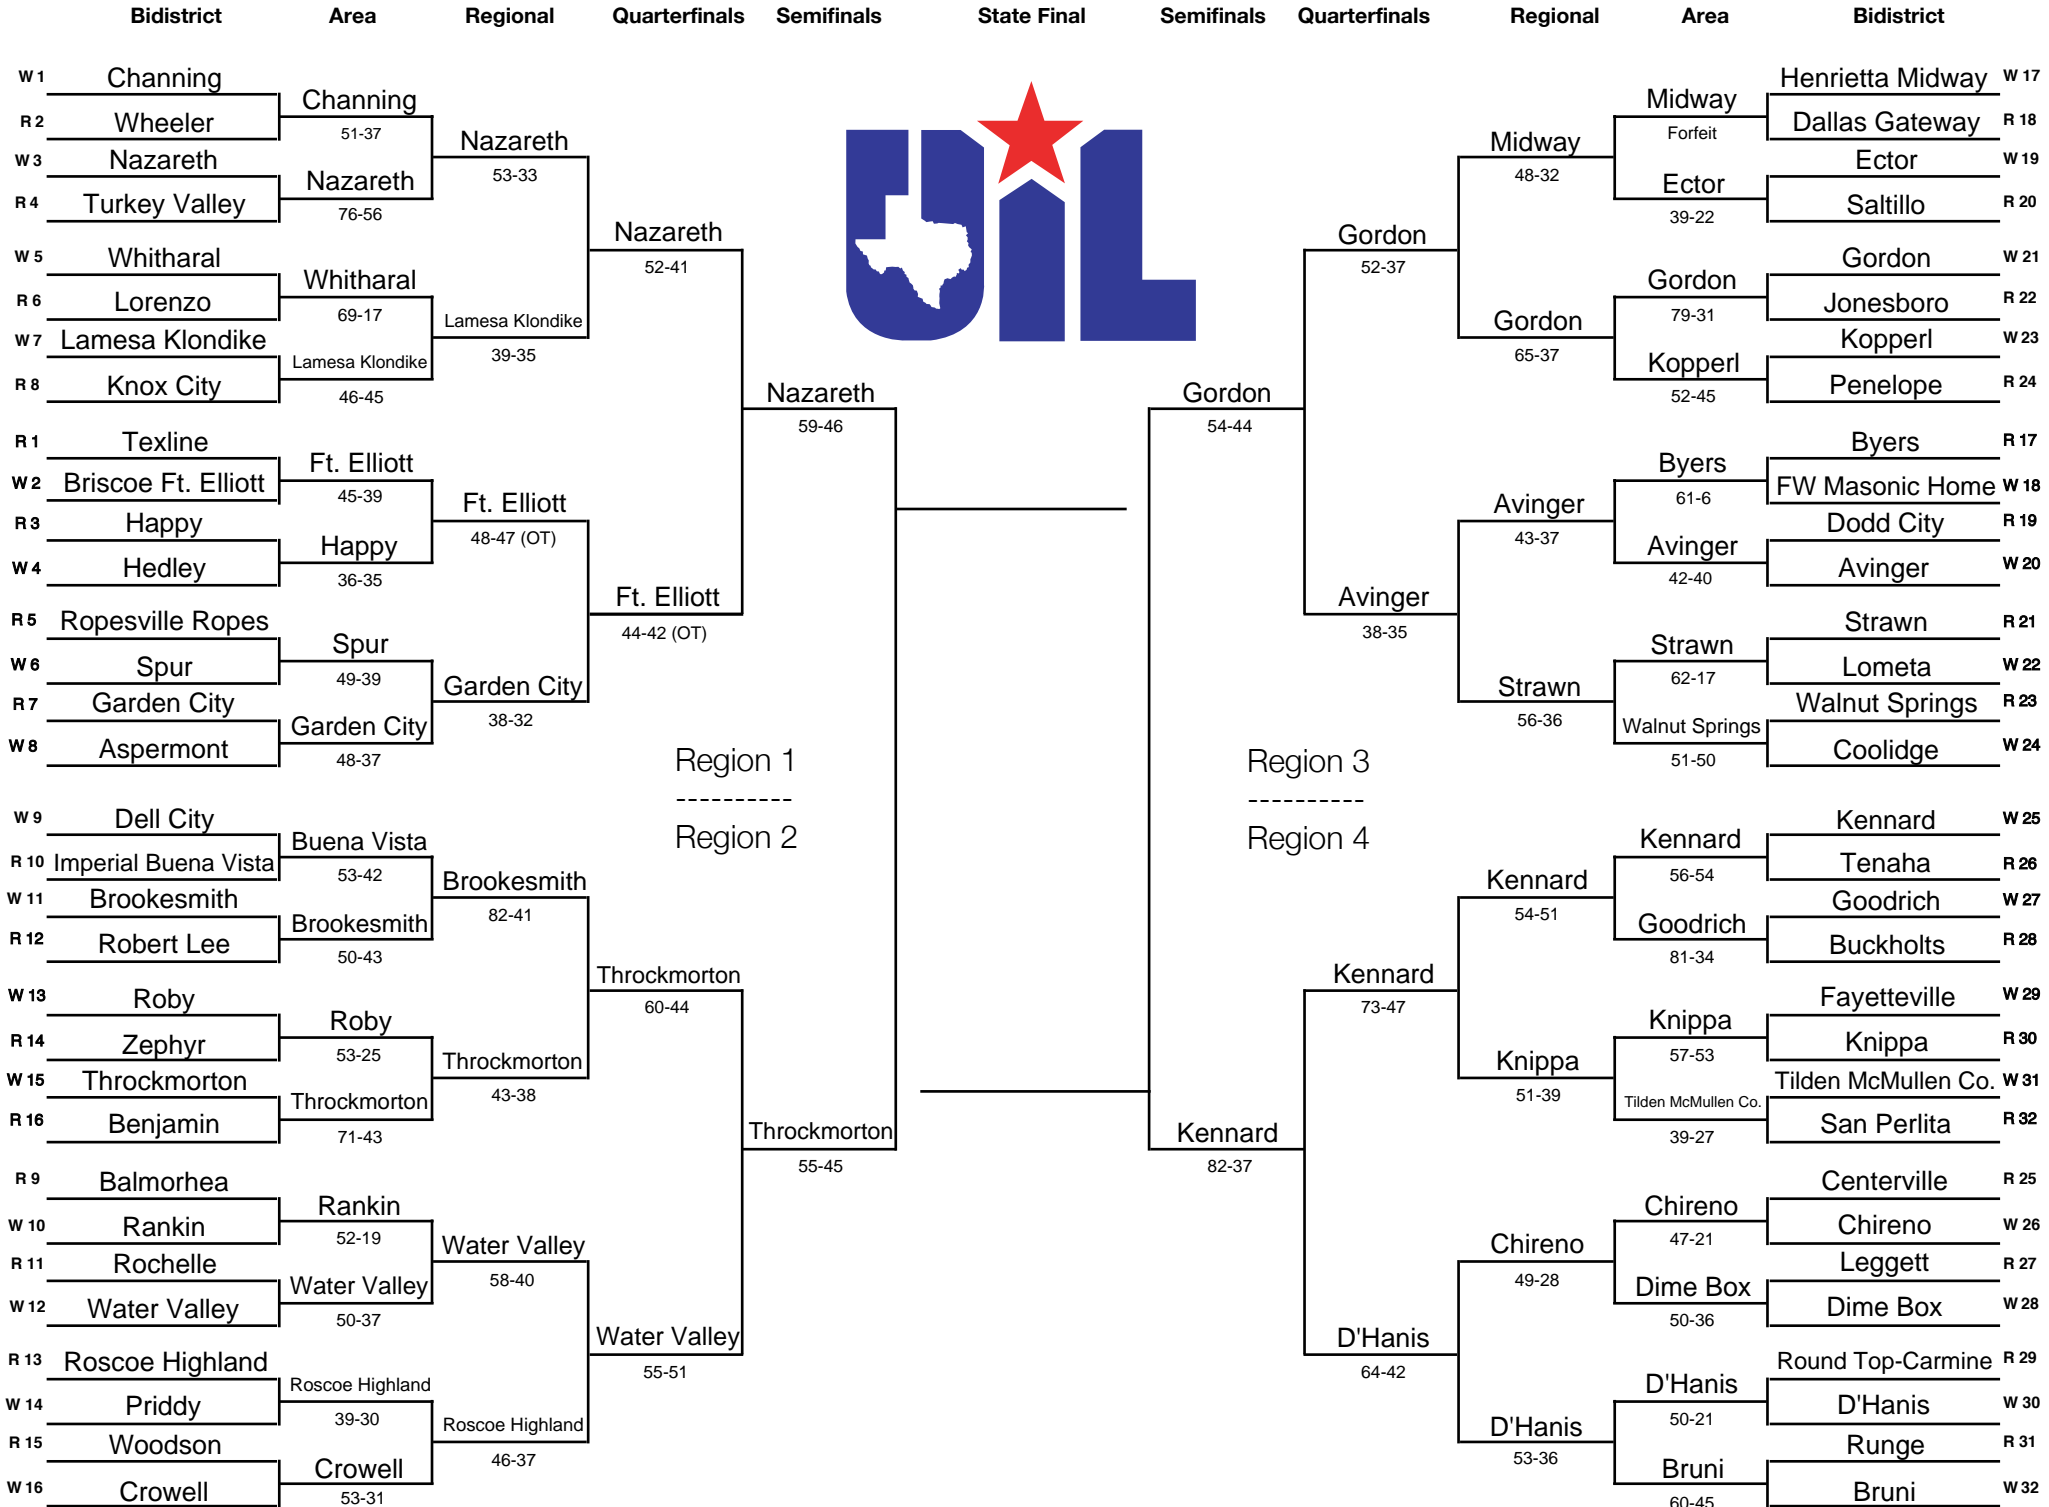 Bidistrict Area Regional Quarterfinals Semifinals State Final Semifinals Quarterfinals Regional Area Bidistrict
W 1 Channing
Channing
R 2 Wheeler
51-37
Nazareth
W 3 Nazareth
53-33
Nazareth
R 4 Turkey Valley
76-56
Nazareth
52-41
W 5 Whitharal
Whitharal
R 6 Lorenzo
69-17
Lamesa Klondike
W 7 Lamesa Klondike
39-35
Lamesa Klondike
R 8 Knox City
46-45
Nazareth
59-46
R 1 Texline
Ft. Elliott
W 2 Briscoe Ft. Elliott
45-39
Ft. Elliott
R 3 Happy
48-47 (OT)
Happy
W 4 Hedley
36-35
Ft. Elliott
44-42 (OT)
R 5 Ropesville Ropes
Spur
W 6 Spur
49-39
Garden City
R 7 Garden City
38-32
Garden City
W 8 Aspermont
48-37
Region 1
----------
Region 2
W 9 Dell City
Buena Vista
R 10 Imperial Buena Vista
53-42
Brookesmith
W 11 Brookesmith
82-41
Brookesmith
R 12 Robert Lee
50-43
Throckmorton
60-44
W 13 Roby
Roby
R 14 Zephyr
53-25
Throckmorton
W 15 Throckmorton
43-38
Throckmorton
R 16 Benjamin
71-43
Throckmorton
55-45
R 9 Balmorhea
Rankin
W 10 Rankin
52-19
Water Valley
R 11 Rochelle
58-40
Water Valley
W 12 Water Valley
50-37
Water Valley
55-51
R 13 Roscoe Highland
Roscoe Highland
W 14 Priddy
39-30
Roscoe Highland
R 15 Woodson
46-37
Crowell
W 16 Crowell
53-31
UIL
Henrietta Midway W 17
Midway
Dallas Gateway R 18
Forfeit
Midway
Ector W 19
48-32
Ector
Saltillo R 20
39-22
Gordon
52-37
Gordon W 21
Gordon
Jonesboro R 22
79-31
Gordon
Kopperl W 23
65-37
Kopperl
Penelope R 24
52-45
Gordon
54-44
Byers R 17
Byers
FW Masonic Home W 18
61-6
Avinger
Dodd City R 19
43-37
Avinger
Avinger W 20
42-40
Avinger
38-35
Strawn R 21
Strawn
Lometa W 22
62-17
Strawn
Walnut Springs R 23
56-36
Walnut Springs
Coolidge W 24
51-50
Region 3
----------
Region 4
Kennard W 25
Kennard
Tenaha R 26
56-54
Kennard
Goodrich W 27
54-51
Goodrich
Buckholts R 28
81-34
Kennard
73-47
Fayetteville W 29
Knippa
Knippa R 30
57-53
Knippa
Tilden McMullen Co. W 31
51-39
Tilden McMullen Co.
San Perlita R 32
39-27
Kennard
82-37
Centerville R 25
Chireno
Chireno W 26
47-21
Chireno
Leggett R 27
49-28
Dime Box
Dime Box W 28
50-36
D'Hanis
64-42
Round Top-Carmine R 29
D'Hanis
D'Hanis W 30
50-21
D'Hanis
Runge R 31
53-36
Bruni
Bruni W 32
60-45